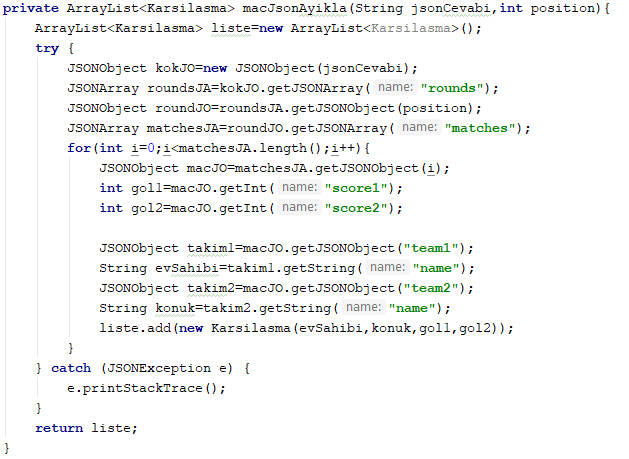 private ArrayList<Karsilasma> macJsonAyikla(String jsonCevabi,int position){
ArrayList<Karsilasma> liste=new ArrayList<Karsilasma>();
try {
JSONObject kokJO=new JSONObject(jsonCevabi);
JSONArray roundsJA=kokJO.getJSONArray( name: "rounds");
JSONObject roundJO=roundsJA.getJSONObject(position);
JSONArray matchesJA=roundJO.getJSONArray( name: "matches");
for(int i=0;i<matchesJA.length();i++){
JSONObject macJO=matchesJA.getJSONObject(i);
int gol1=macJO.getInt( name: "score1");
int gol2=macJO.getInt( name: "score2");
JSONObject takim1=macJO.getJSONObject("team1");
String evSahibi=takim1.getString( name: "name");
JSONObject takim2=macJO.getJSONObject("team2");
String konuk=takim2.getString( name: "name");
liste.add(new Karsilasma(evSahibi,konuk,gol1,gol2));
}
} catch (JSONException e) {
e.printStackTrace();
}
return liste;
}